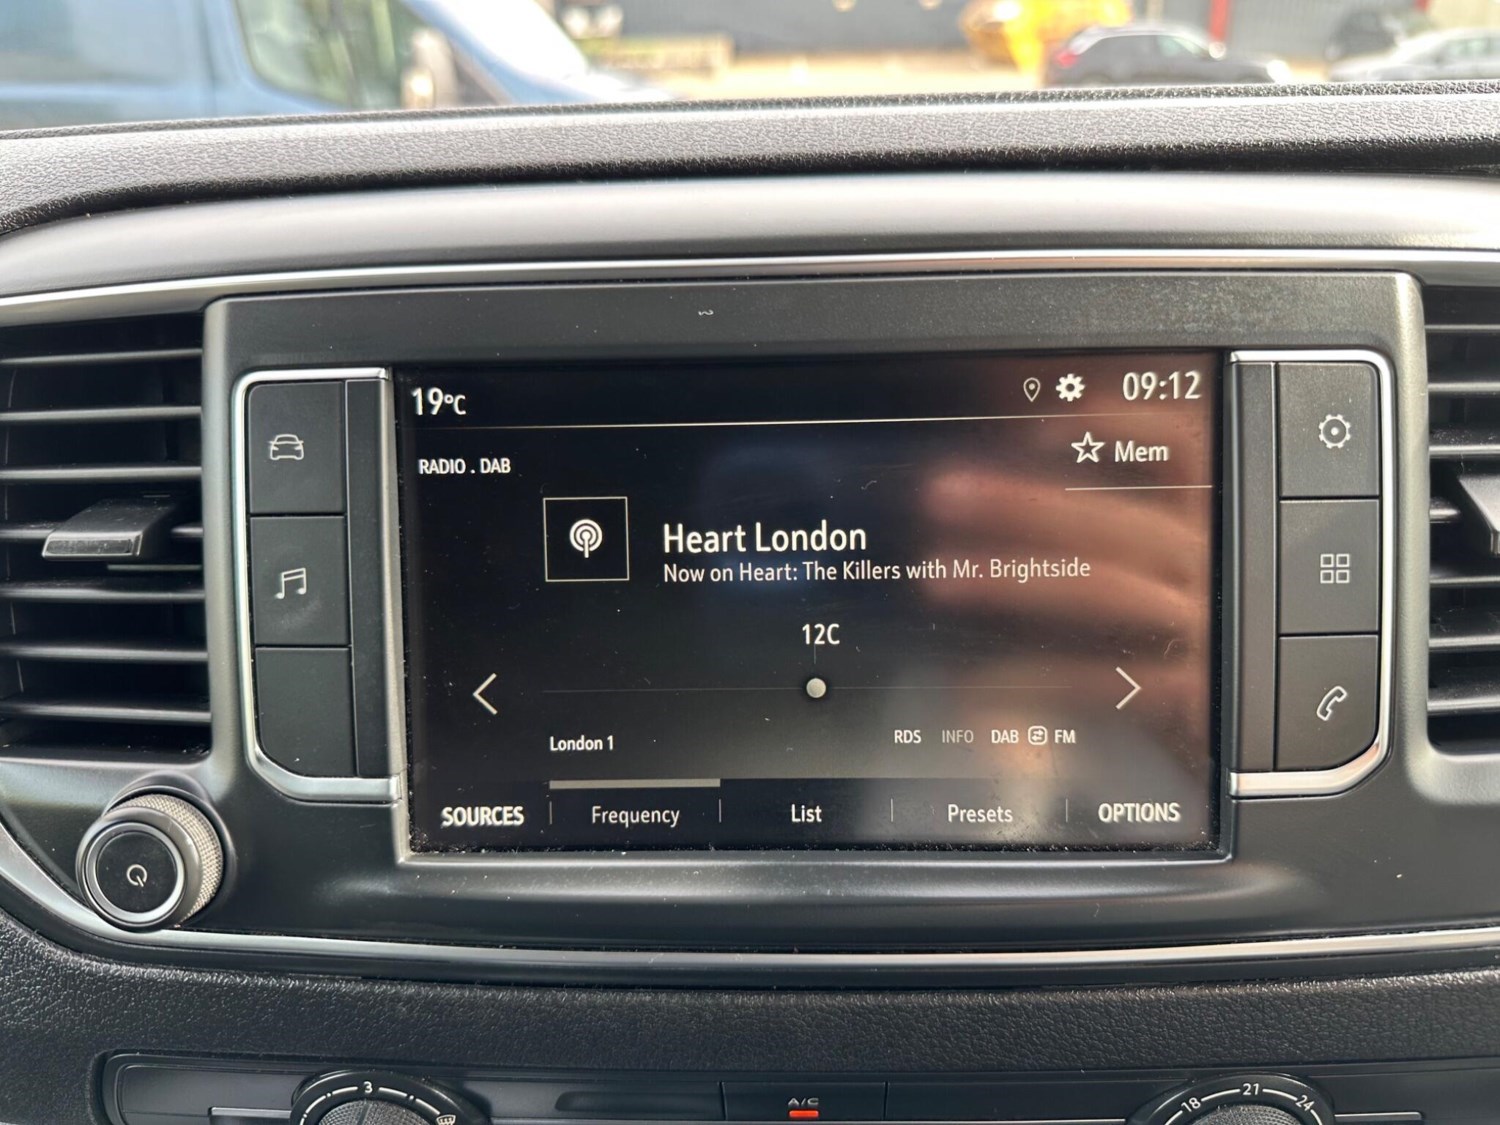 19°C
09:12
RADIO . DAB
Mem
Heart London
Now on Heart: The Killers with Mr. Brightside
12C
London 1
RDS INFO DAB FM
SOURCES Frequency List Presets OPTIONS
A/C
3
18 21 24